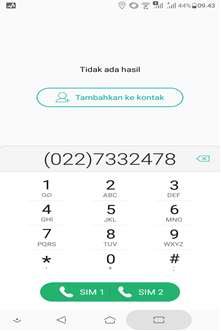 44% 09.43
Tidak ada hasil
Tambahkan ke kontak
(022)7332478
1 2 3
ABC DEF
4 5 6
GHI JKL MNO
7 8 9
PQRS TUV WXYZ
* 0 #
+ ;
SIM 1 SIM 2